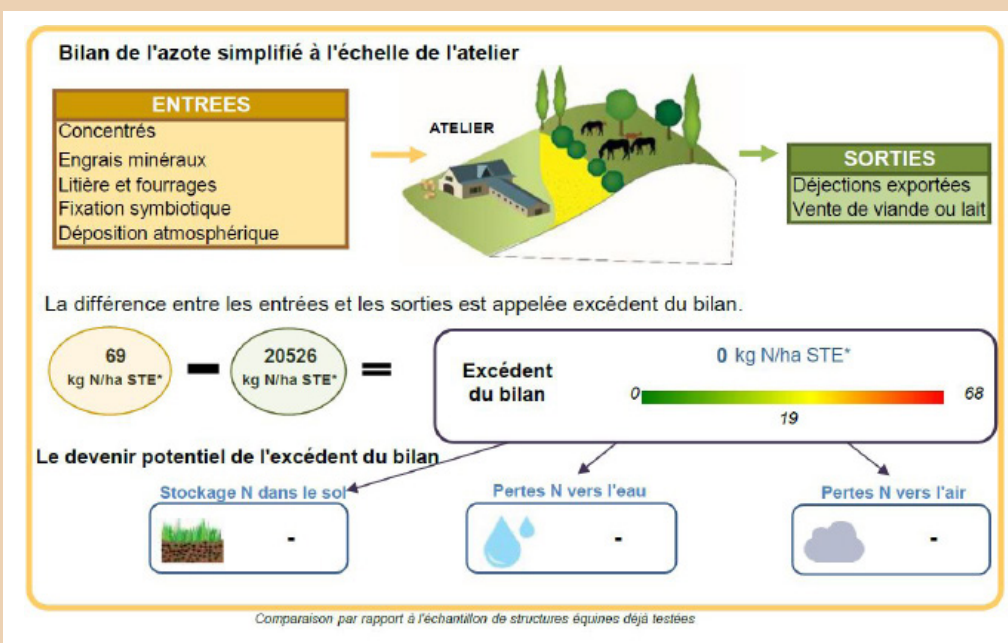 Bilan de l'azote simplifié à l'échelle de l'atelier
ENTREES
Concentrés
Engrais minéraux
Litière et fourrages
Fixation symbiotique
Déposition atmosphérique
ATELIER
SORTIES
Déjections exportées
Vente de viande ou lait
La différence entre les entrées et les sorties est appelée excédent du bilan.
69
kg N/ha STE*
20526
kg N/ha STE*
Excédent
du bilan
0 kg N/ha STE*
0
68
19
Le devenir potentiel de l'excédent du bilan
Stockage N dans le sol
-
Pertes N vers l'eau
-
Pertes N vers l'air
-
Comparaison par rapport à l'échantillon de structures équines déjà testées